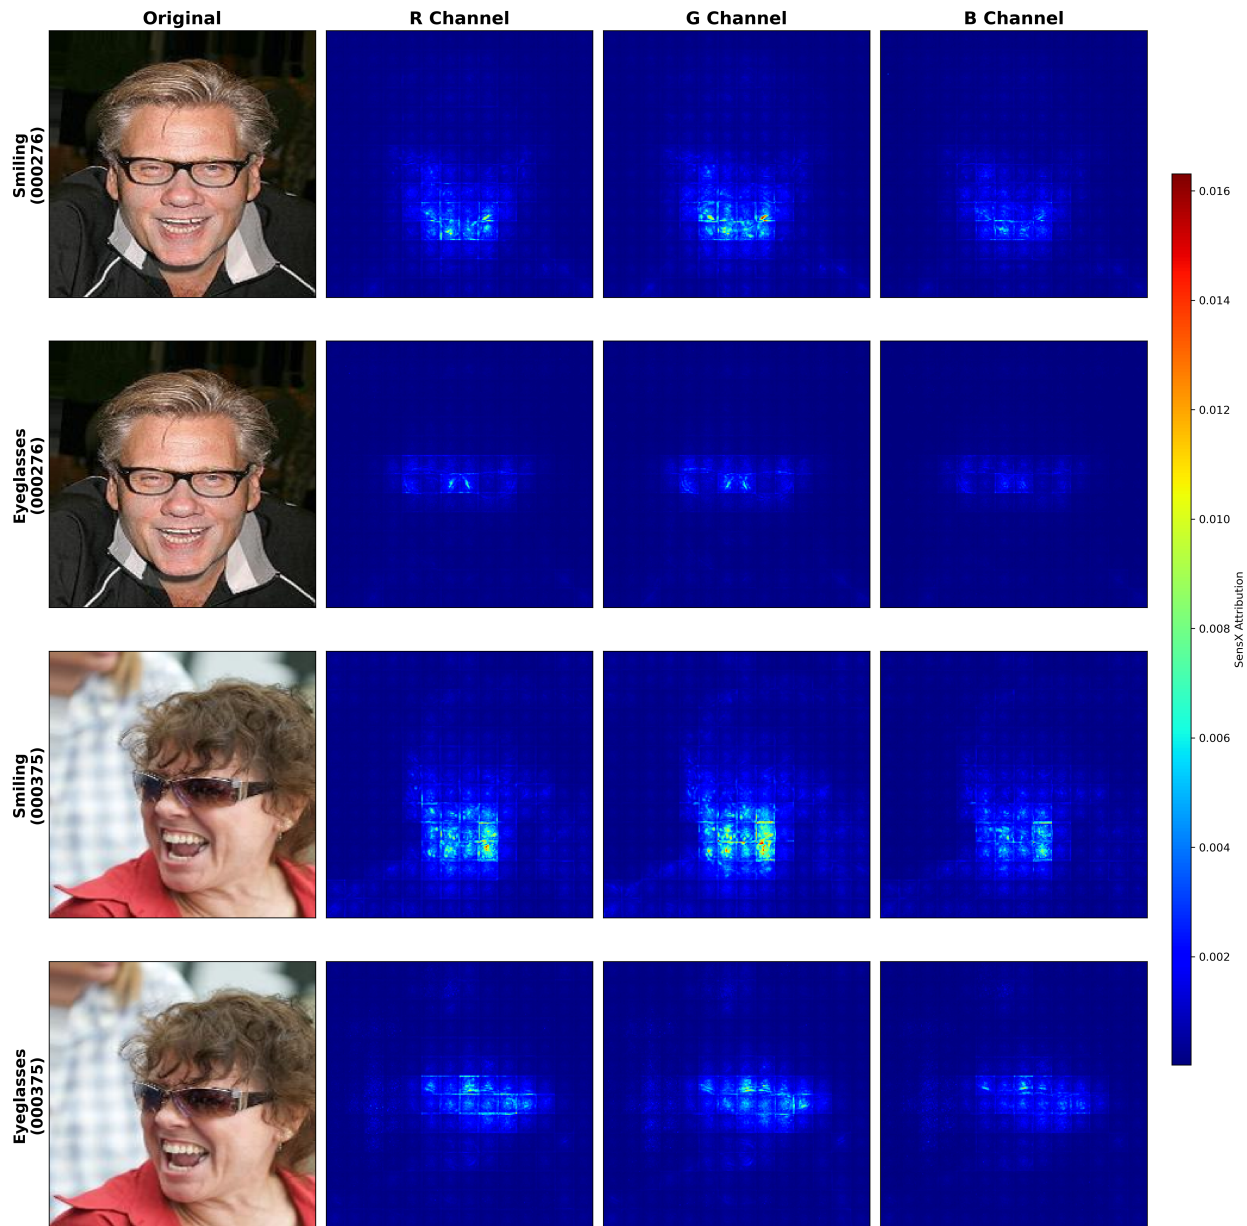 Original
R Channel
G Channel
B Channel
Smiling
(000276)
Eyeglasses
(000276)
Smiling
(000375)
Eyeglasses
(000375)
0.016
0.014
0.012
0.010
0.008
0.006
0.004
0.002
SensX Attribution